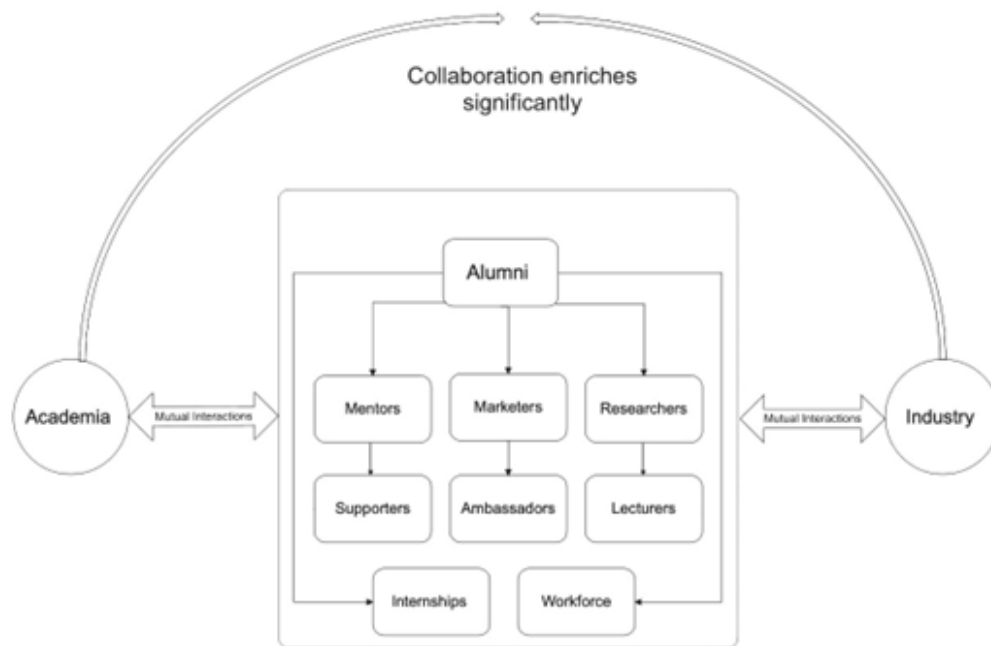 Collaboration enriches
significantly
Alumni
Academia
Mutual Interactions
Mentors
Marketers
Researchers
Mutual Interactions
Industry
Supporters
Ambassadors
Lecturers
Internships
Workforce